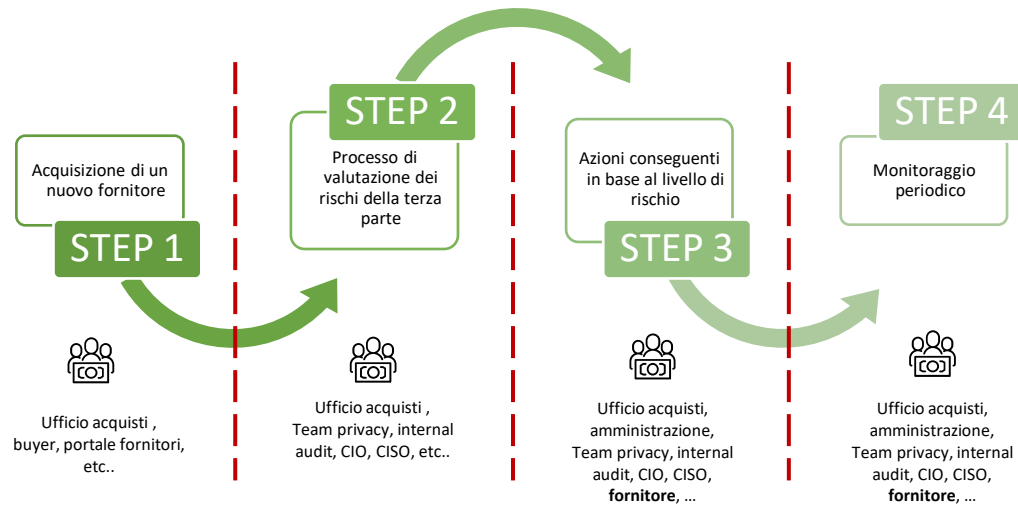 Acquisizione di un
nuovo fornitore
STEP 1
Ufficio acquisti ,
buyer, portale fornitori,
etc..
STEP 2
Processo di
valutazione dei
rischi della terza
parte
Ufficio acquisti ,
Team privacy, internal
audit, CIO, CISO, etc..
Azioni conseguenti
in base al livello di
rischio
STEP 3
Ufficio acquisti,
amministrazione,
Team privacy, internal
audit, CIO, CISO,
fornitore, ...
STEP 4
Monitoraggio
periodico
Ufficio acquisti,
amministrazione,
Team privacy, internal
audit, CIO, CISO,
fornitore, ...